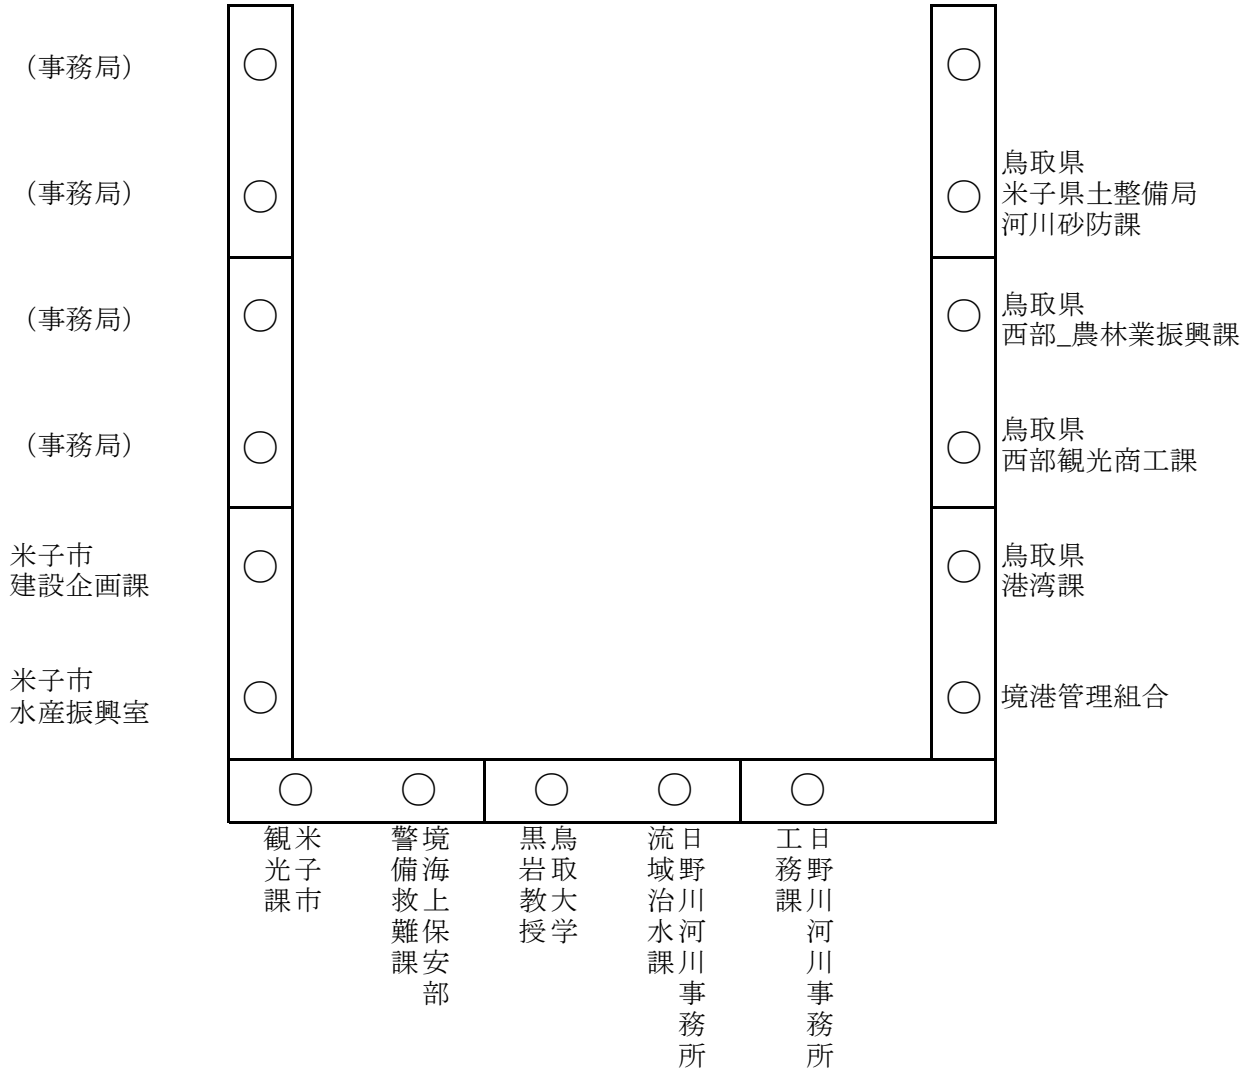 （事務局）
（事務局）
（事務局）
（事務局）
米子市
建設企画課
米子市
水産振興室
鳥取県
米子県土整備局
河川砂防課
鳥取県
西部_農林業振興課
鳥取県
西部観光商工課
鳥取県
港湾課
境港管理組合
米子市
観光課
境海上保安部
警備救難課
鳥取大学
黒岩教授
日野川河川事務所
流域治水課
日野川河川事務所
工務課